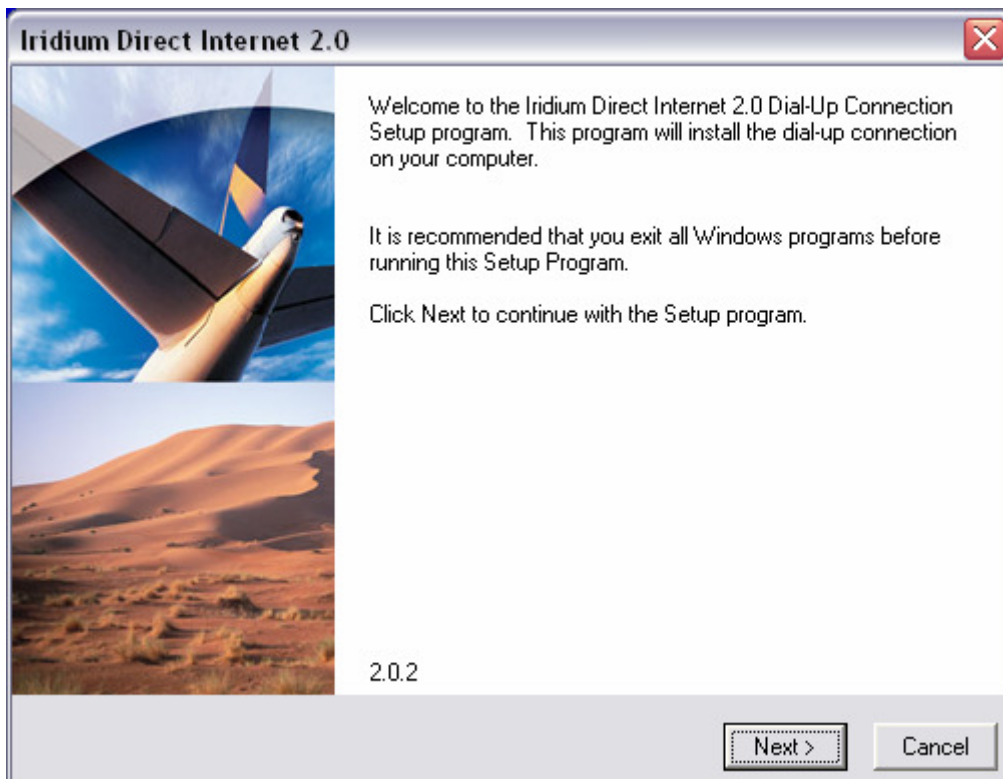 Iridium Direct Internet 2.0
Welcome to the Iridium Direct Internet 2.0 Dial-Up Connection
Setup program.  This program will install the dial-up connection
on your computer.
It is recommended that you exit all Windows programs before
running this Setup Program.
Click Next to continue with the Setup program.
2.0.2
Next >
Cancel